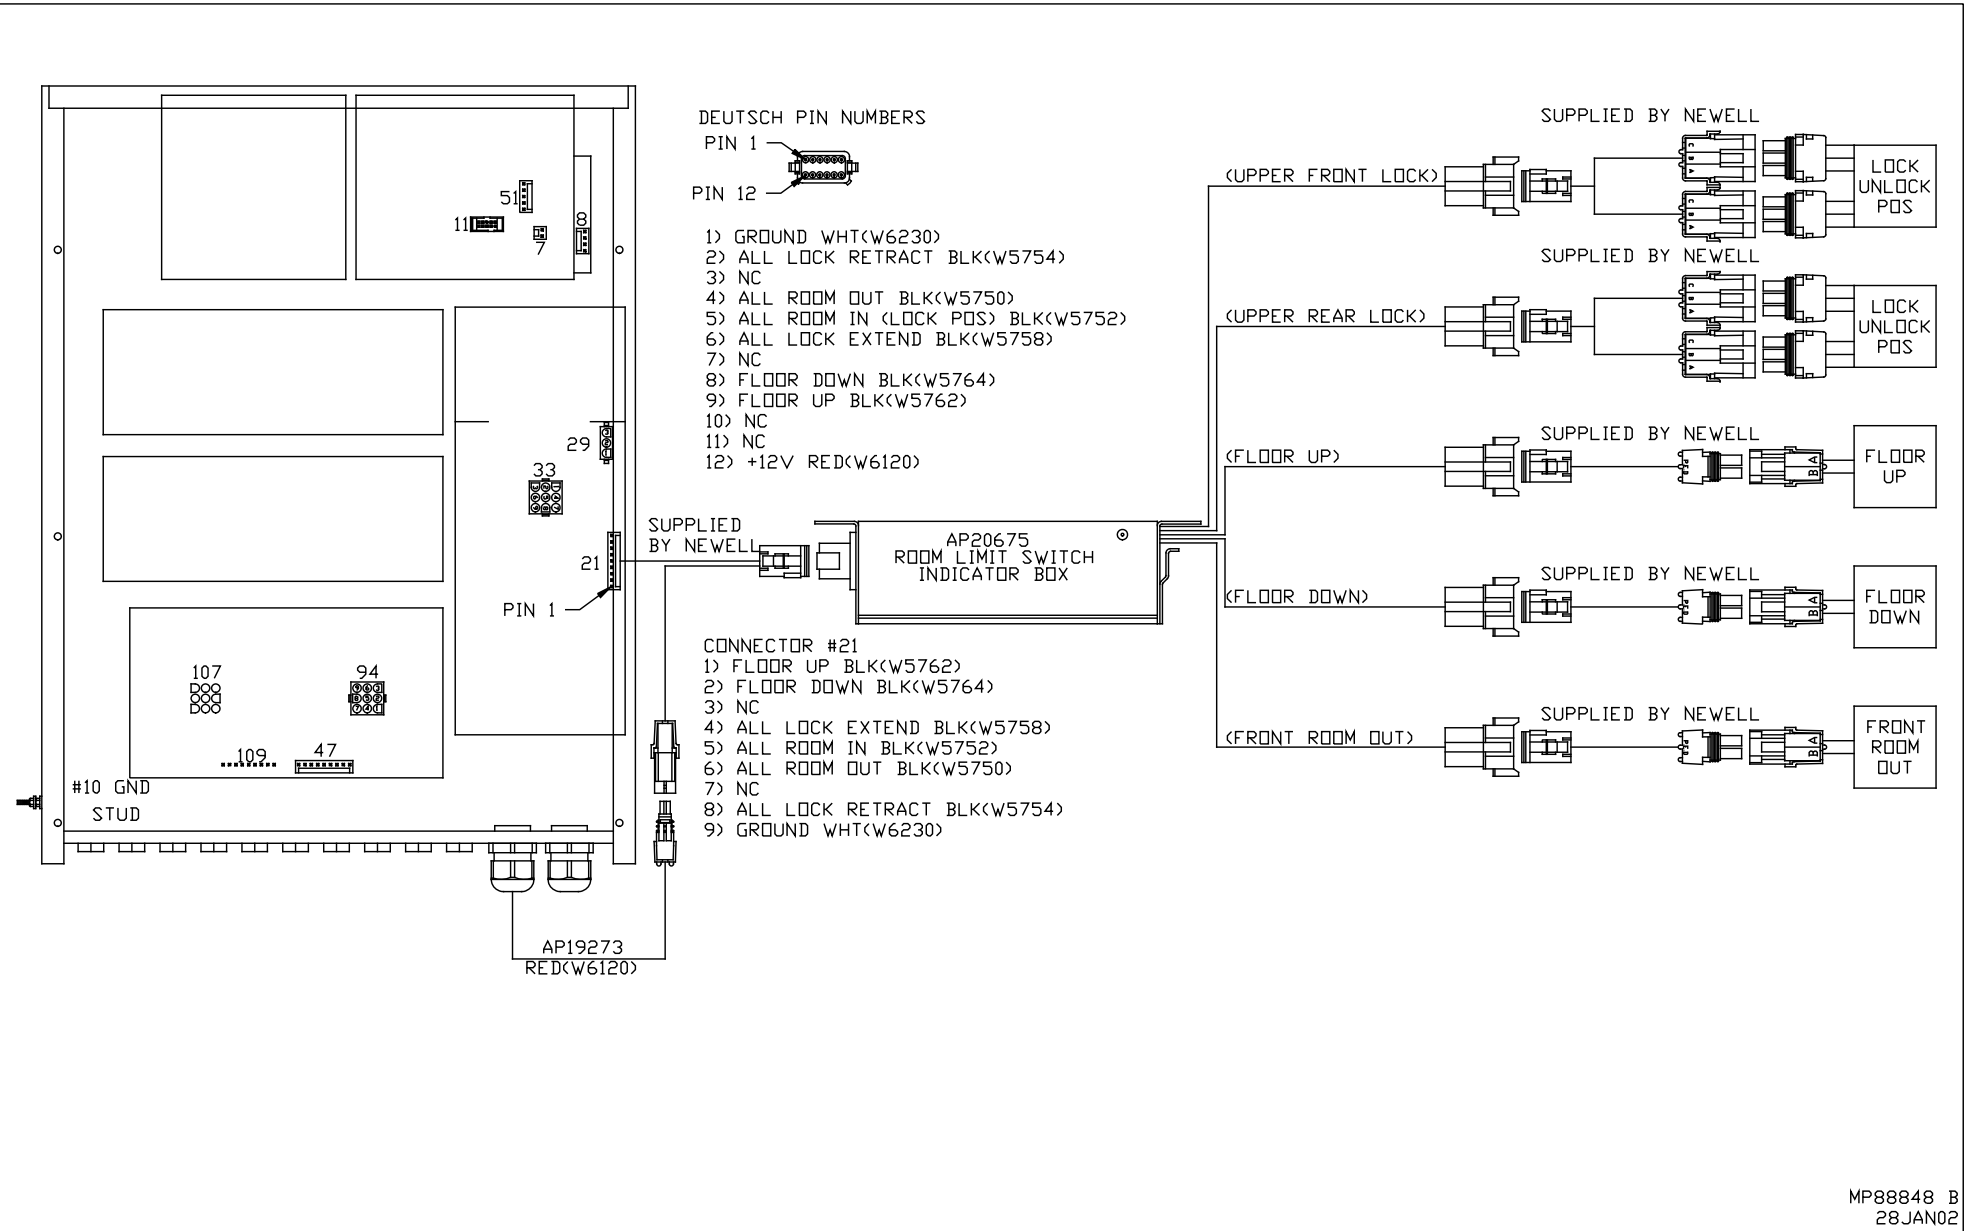 DEUTSCH PIN NUMBERS
PIN 1
PIN 12
1) GROUND WHT(W6230)
2) ALL LOCK RETRACT BLK(W5754)
3) NC
4) ALL ROOM OUT BLK(W5750)
5) ALL ROOM IN (LOCK POS) BLK(W5752)
6) ALL LOCK EXTEND BLK(W5758)
7) NC
8) FLOOR DOWN BLK(W5764)
9) FLOOR UP BLK(W5762)
10) NC
11) NC
12) +12V RED(W6120)
51
11
7
8
29
33
21
PIN 1
107
94
109
47
#10 GND
STUD
SUPPLIED
BY NEWELL
AP20675
ROOM LIMIT SWITCH
INDICATOR BOX
CONNECTOR #21
1) FLOOR UP BLK(W5762)
2) FLOOR DOWN BLK(W5764)
3) NC
4) ALL LOCK EXTEND BLK(W5758)
5) ALL ROOM IN BLK(W5752)
6) ALL ROOM OUT BLK(W5750)
7) NC
8) ALL LOCK RETRACT BLK(W5754)
9) GROUND WHT(W6230)
AP19273
RED(W6120)
SUPPLIED BY NEWELL
(UPPER FRONT LOCK)
C
B
B
A
LOCK
UNLOCK
POS
SUPPLIED BY NEWELL
(UPPER REAR LOCK)
C
B
B
A
LOCK
UNLOCK
POS
SUPPLIED BY NEWELL
(FLOOR UP)
A
B
FLOOR
UP
SUPPLIED BY NEWELL
(FLOOR DOWN)
A
B
FLOOR
DOWN
SUPPLIED BY NEWELL
(FRONT ROOM OUT)
A
B
FRONT
ROOM
OUT
MP88848 B
28JAN02